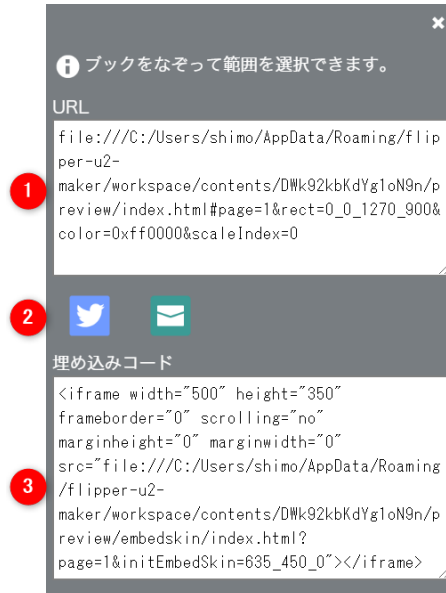 ×
ブックをなぞって範囲を選択できます。
URL
file:///C:/Users/shimo/AppData/Roaming/flip
per-u2-
maker/workspace/contents/DWk92kbKdYg1oN9n/p
review/index.html#page=1&rect=0_0_1270_900&
color=0xff0000&scaleIndex=0
1
2
埋め込みコード
<iframe width="500" height="350"
frameborder="0" scrolling="no"
marginheight="0" marginwidth="0"
src="file:///C:/Users/shimo/AppData/Roaming
/flipper-u2-
maker/workspace/contents/DWk92kbKdYg1oN9n/p
review/embedskin/index.html?
page=1&initEmbedSkin=635_450_0"></iframe>
3